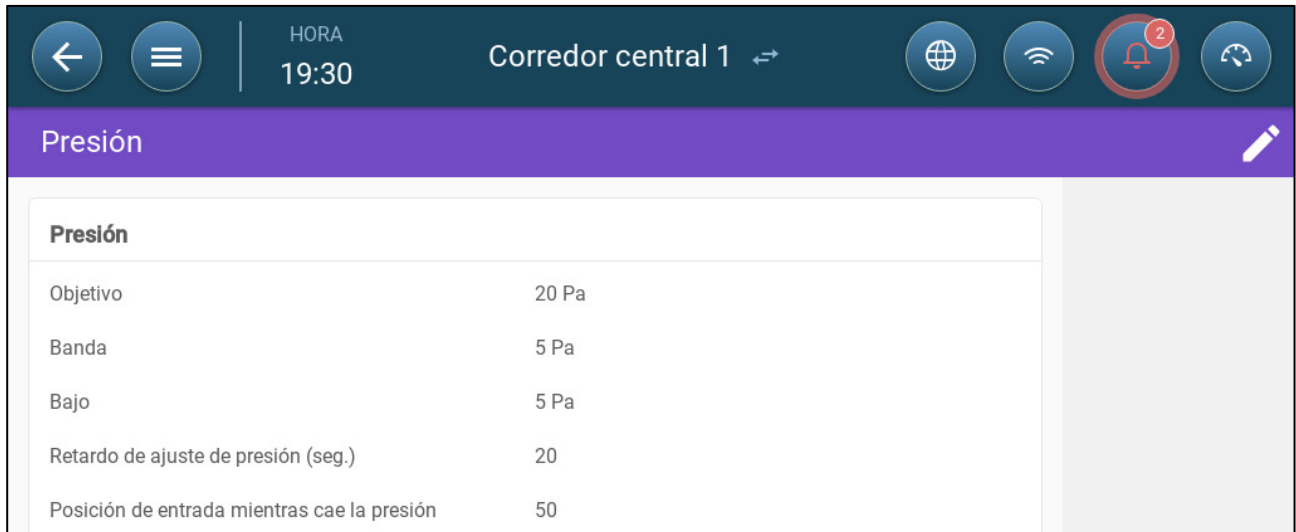 HORA
19:30
Corredor central 1
2
Presión
Presión
Objetivo 20 Pa
Banda 5 Pa
Bajo 5 Pa
Retardo de ajuste de presión (seg.) 20
Posición de entrada mientras cae la presión 50